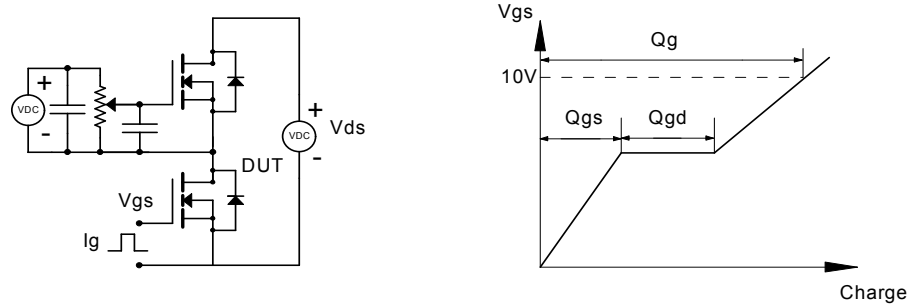 +
VDC
-
Vgs
Ig
DUT
+
VDC
-
Vds
Vgs
Qg
10V
Qgs
Qgd
Charge